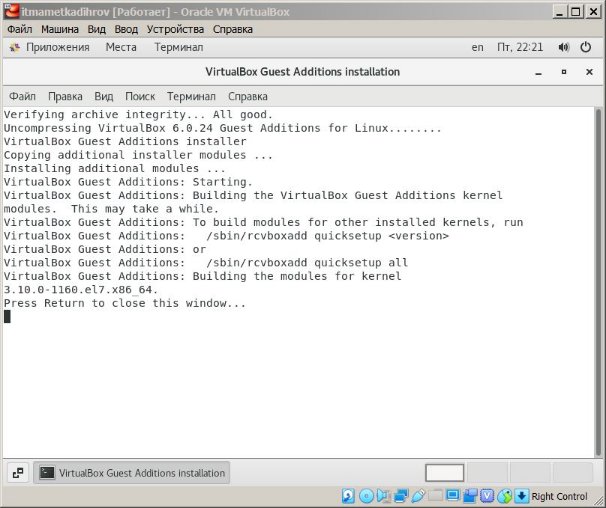 itmametkadihrov [Работает] - Oracle VM VirtualBox
Файл Машина Вид Ввод Устройства Справка
Приложения Места Терминал en Пт, 22:21
VirtualBox Guest Additions installation
Файл Правка Вид Поиск Терминал Справка
Verifying archive integrity... All good.
Uncompressing VirtualBox 6.0.24 Guest Additions for Linux........
VirtualBox Guest Additions installer
Copying additional installer modules ...
Installing additional modules ...
VirtualBox Guest Additions: Starting.
VirtualBox Guest Additions: Building the VirtualBox Guest Additions kernel
modules.  This may take a while.
VirtualBox Guest Additions: To build modules for other installed kernels, run
VirtualBox Guest Additions:   /sbin/rcvboxadd quicksetup <version>
VirtualBox Guest Additions: or
VirtualBox Guest Additions:   /sbin/rcvboxadd quicksetup all
VirtualBox Guest Additions: Building the modules for kernel
3.10.0-1160.el7.x86_64.
Press Return to close this window...
VirtualBox Guest Additions installation
Right Control